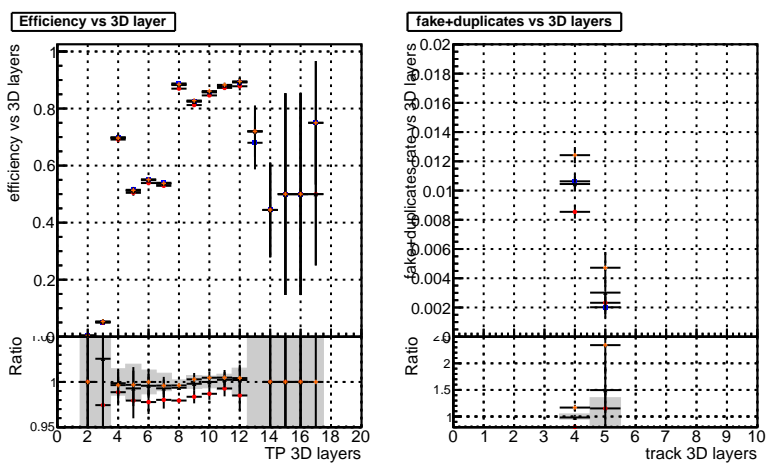 Efficiency vs 3D layer
efficiency vs 3D layers
1
0.8
0.6
0.4
0.2
0
Ratio
1
0.95
0 2 4 6 8 10 12 14 16 18 20
TP 3D layers
fake+duplicates vs 3D layers
fake+duplicates rate vs 3D layers
0.02
0.018
0.016
0.014
0.012
0.01
0.008
0.006
0.004
0.002
0
Ratio
2
1.5
1
0 1 2 3 4 5 6 7 8 9 10
track 3D layers